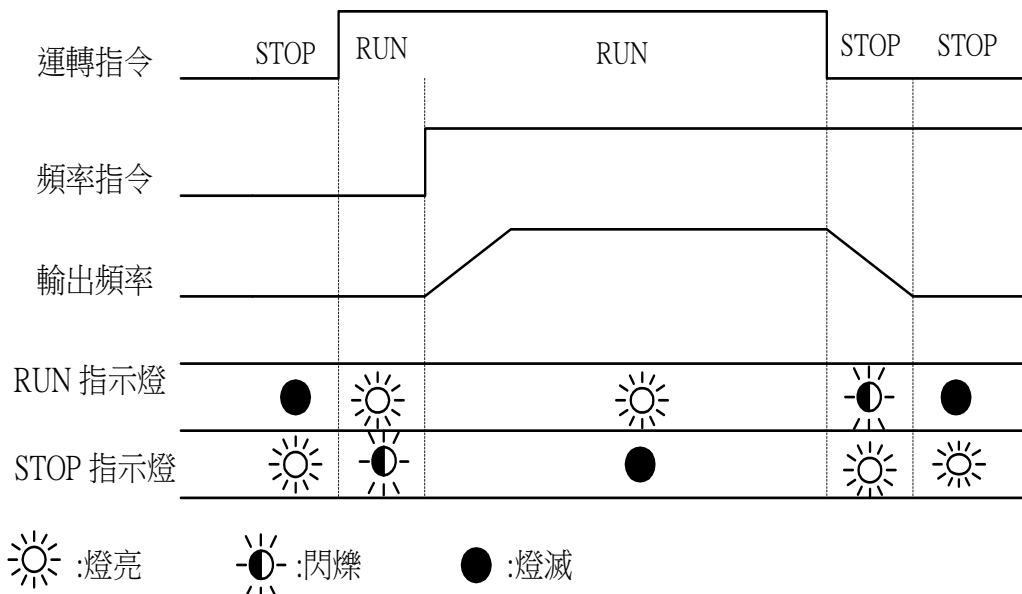 運轉指令 STOP RUN RUN STOP STOP
頻率指令
輸出頻率
RUN 指示燈
STOP 指示燈
:燈亮 :閃爍 :燈滅